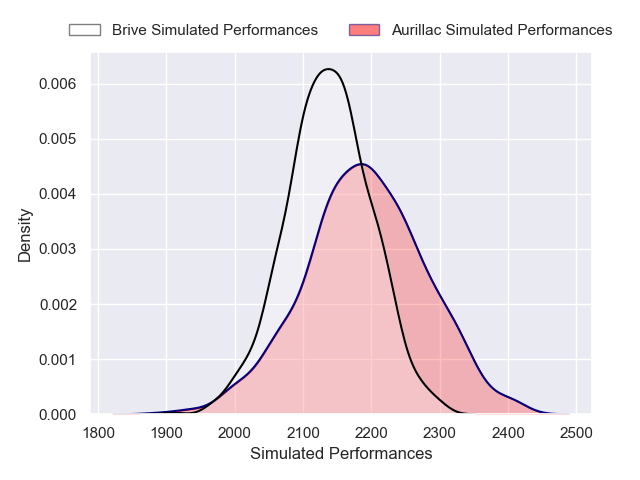 Brive Simulated Performances
Aurillac Simulated Performances
0.006
0.005
0.004
0.003
0.002
0.001
0.000
Density
1800 1900 2000 2100 2200 2300 2400 2500
Simulated Performances